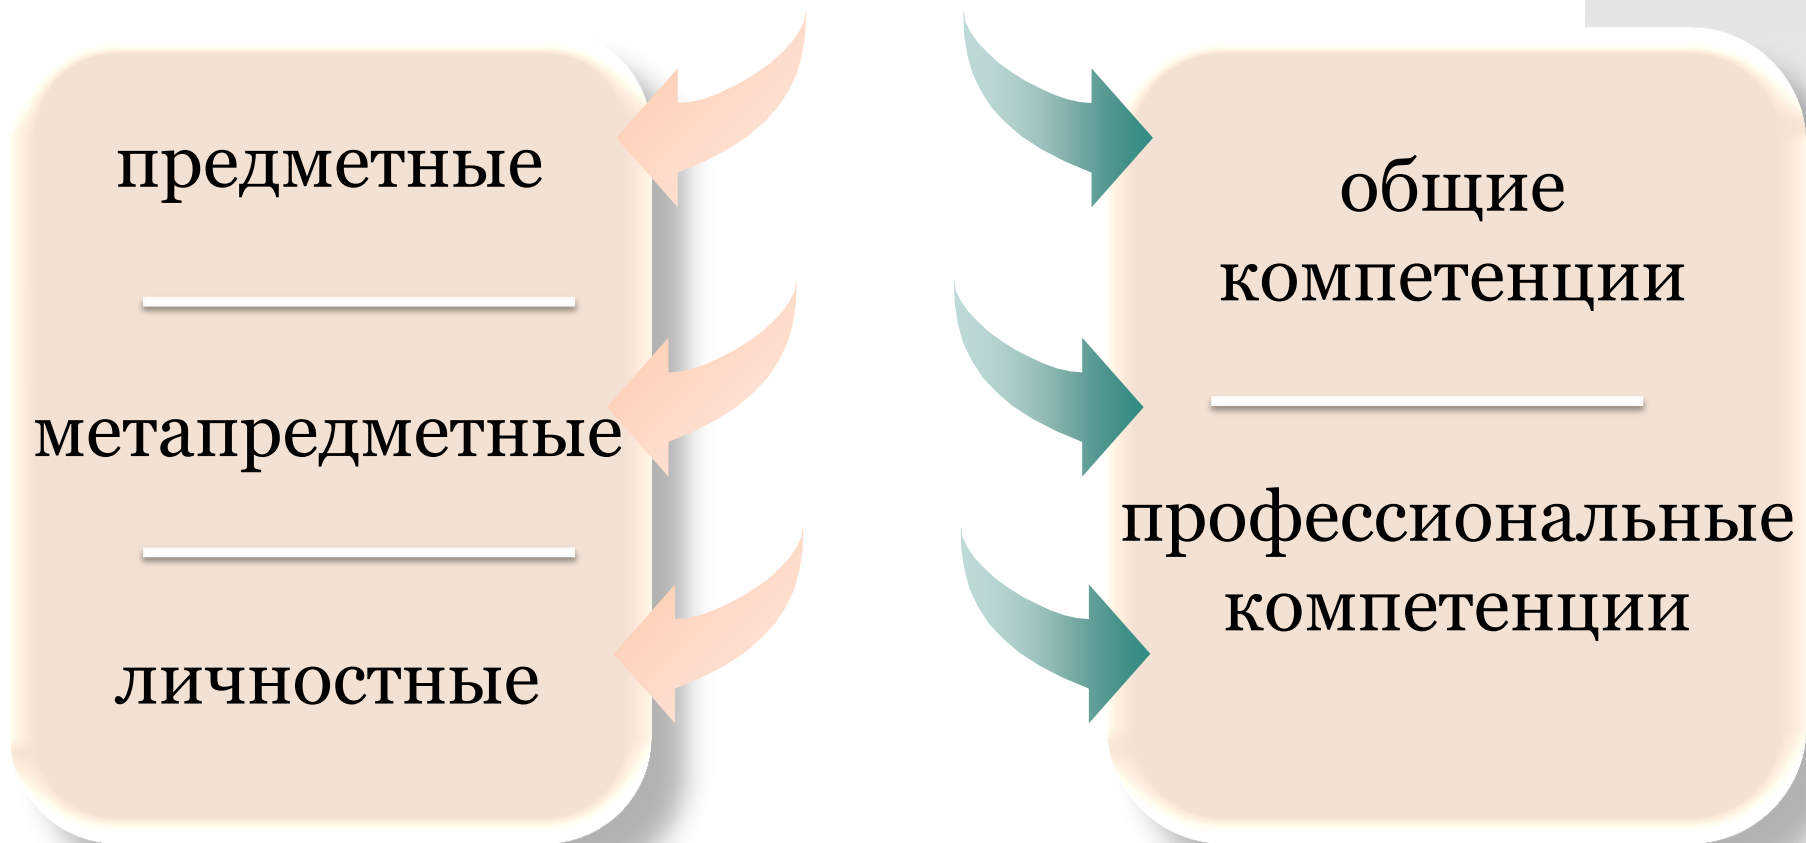 предметные
метапредметные
личностные
общие
компетенции
профессиональные
компетенции